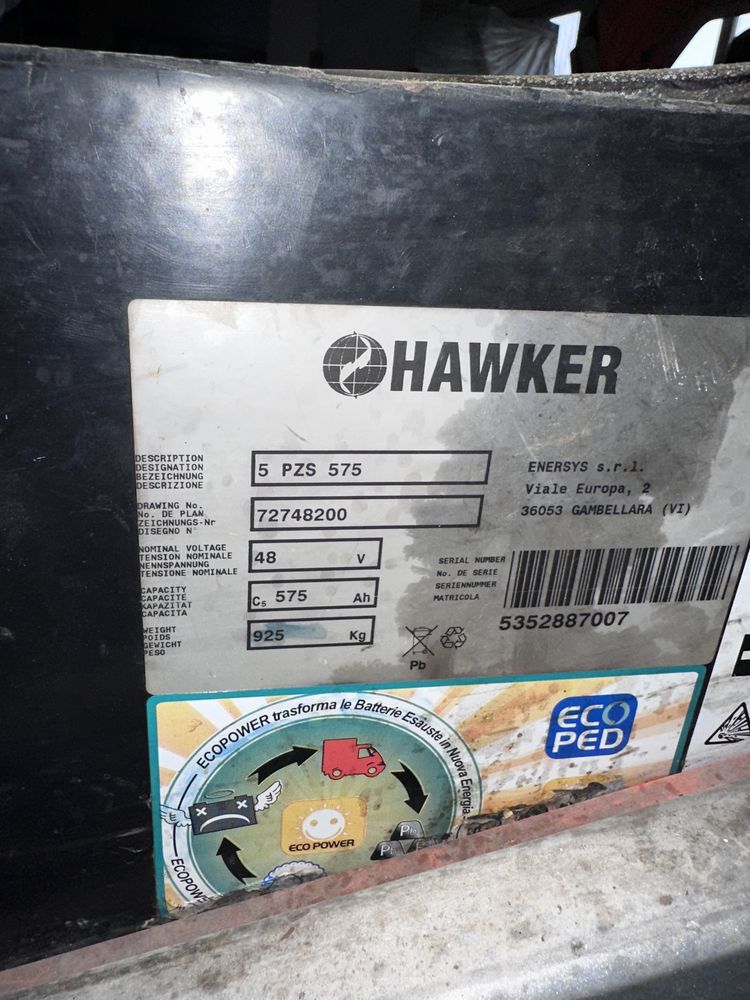 HAWKER
DESCRIPTION
DESIGNATION
BEZEICHNUNG
DESCRIZIONE
5 PZS 575
DRAWING No.
No. DE PLAN
ZEICHNUNGS-Nr
DISEGNO N°
72748200
NOMINAL VOLTAGE
TENSION NOMINALE
NENNSPANNUNG
TENSIONE NOMINALE
48 V
CAPACITY
CAPACITE
KAPAZITAT
CAPACITA
C5 575 Ah
WEIGHT
POIDS
GEWICHT
PESO
925 Kg
ENERSYS s.r.l.
Viale Europa, 2
36053 GAMBELLARA (VI)
SERIAL NUMBER
No. DE SERIE
SERIENNUMMER
MATRICOLA
5352887007
Pb
ECOPOWER trasforma le Batterie Esauste in Nuova Energia
ECO PED
ECO POWER
ECOPOWER